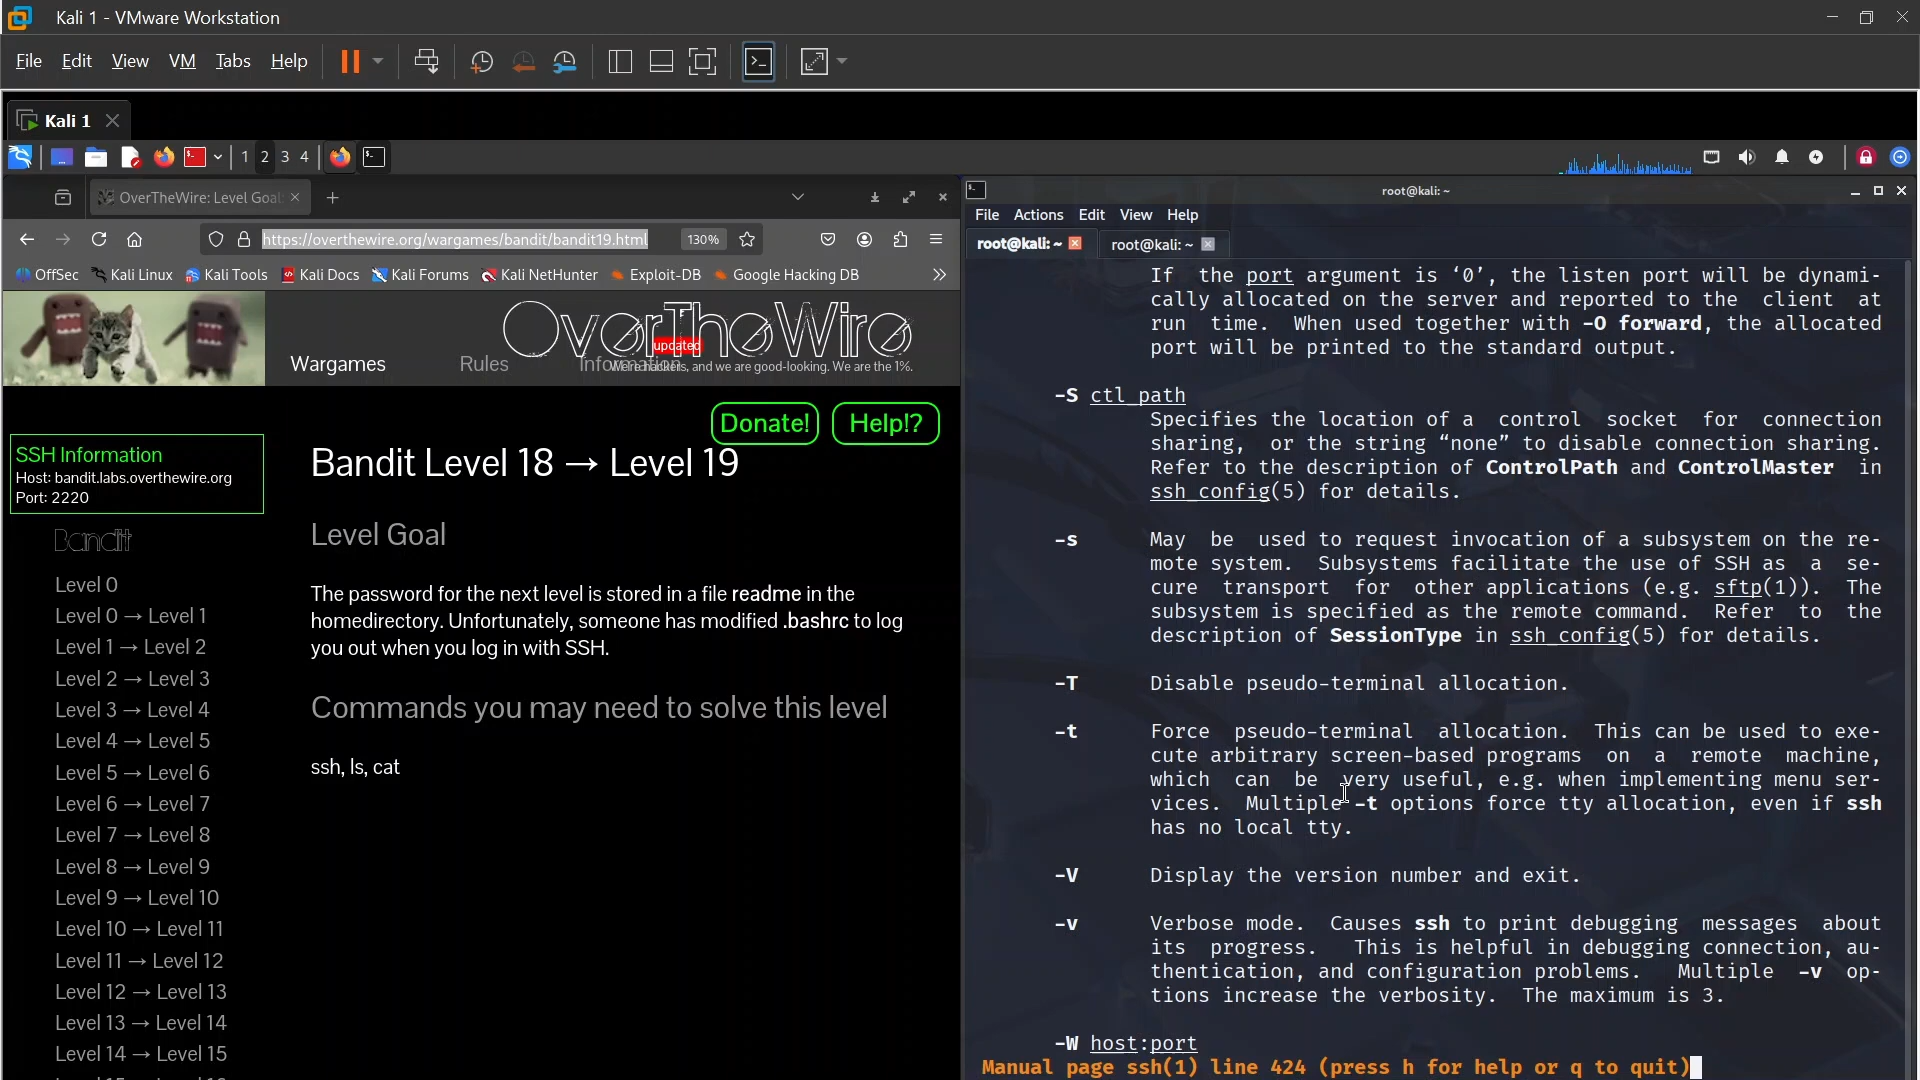 Kali 1 - VMware Workstation
File Edit View VM Tabs Help
Kali 1
1 2 3 4
OverTheWire: Level Goal
https://overthewire.org/wargames/bandit/bandit19.html 130%
OffSec Kali Linux Kali Tools Kali Docs Kali Forums Kali NetHunter Exploit-DB Google Hacking DB
OverTheWire
updated
Wargames Rules Information
We're hackers, and we are good-looking. We are the 1%.
Donate! Help!?
SSH Information
Host: bandit.labs.overthewire.org
Port: 2220
Bandit
Level 0
Level 0 → Level 1
Level 1 → Level 2
Level 2 → Level 3
Level 3 → Level 4
Level 4 → Level 5
Level 5 → Level 6
Level 6 → Level 7
Level 7 → Level 8
Level 8 → Level 9
Level 9 → Level 10
Level 10 → Level 11
Level 11 → Level 12
Level 12 → Level 13
Level 13 → Level 14
Level 14 → Level 15
Bandit Level 18 → Level 19
Level Goal
The password for the next level is stored in a file readme in the
homedirectory. Unfortunately, someone has modified .bashrc to log
you out when you log in with SSH.
Commands you may need to solve this level
ssh, ls, cat
root@kali: ~
File Actions Edit View Help
root@kali: ~ root@kali: ~
If the port argument is ‘0’, the listen port will be dynami-
cally allocated on the server and reported to the client at
run time. When used together with -O forward, the allocated
port will be printed to the standard output.
-S ctl_path
Specifies the location of a control socket for connection
sharing, or the string “none” to disable connection sharing.
Refer to the description of ControlPath and ControlMaster in
ssh_config(5) for details.
-s May be used to request invocation of a subsystem on the re-
mote system. Subsystems facilitate the use of SSH as a se-
cure transport for other applications (e.g. sftp(1)). The
subsystem is specified as the remote command. Refer to the
description of SessionType in ssh_config(5) for details.
-T Disable pseudo-terminal allocation.
-t Force pseudo-terminal allocation. This can be used to exe-
cute arbitrary screen-based programs on a remote machine,
which can be very useful, e.g. when implementing menu ser-
vices. Multiple -t options force tty allocation, even if ssh
has no local tty.
-V Display the version number and exit.
-v Verbose mode. Causes ssh to print debugging messages about
its progress. This is helpful in debugging connection, au-
thentication, and configuration problems. Multiple -v op-
tions increase the verbosity. The maximum is 3.
-W host:port
Manual page ssh(1) line 424 (press h for help or q to quit)